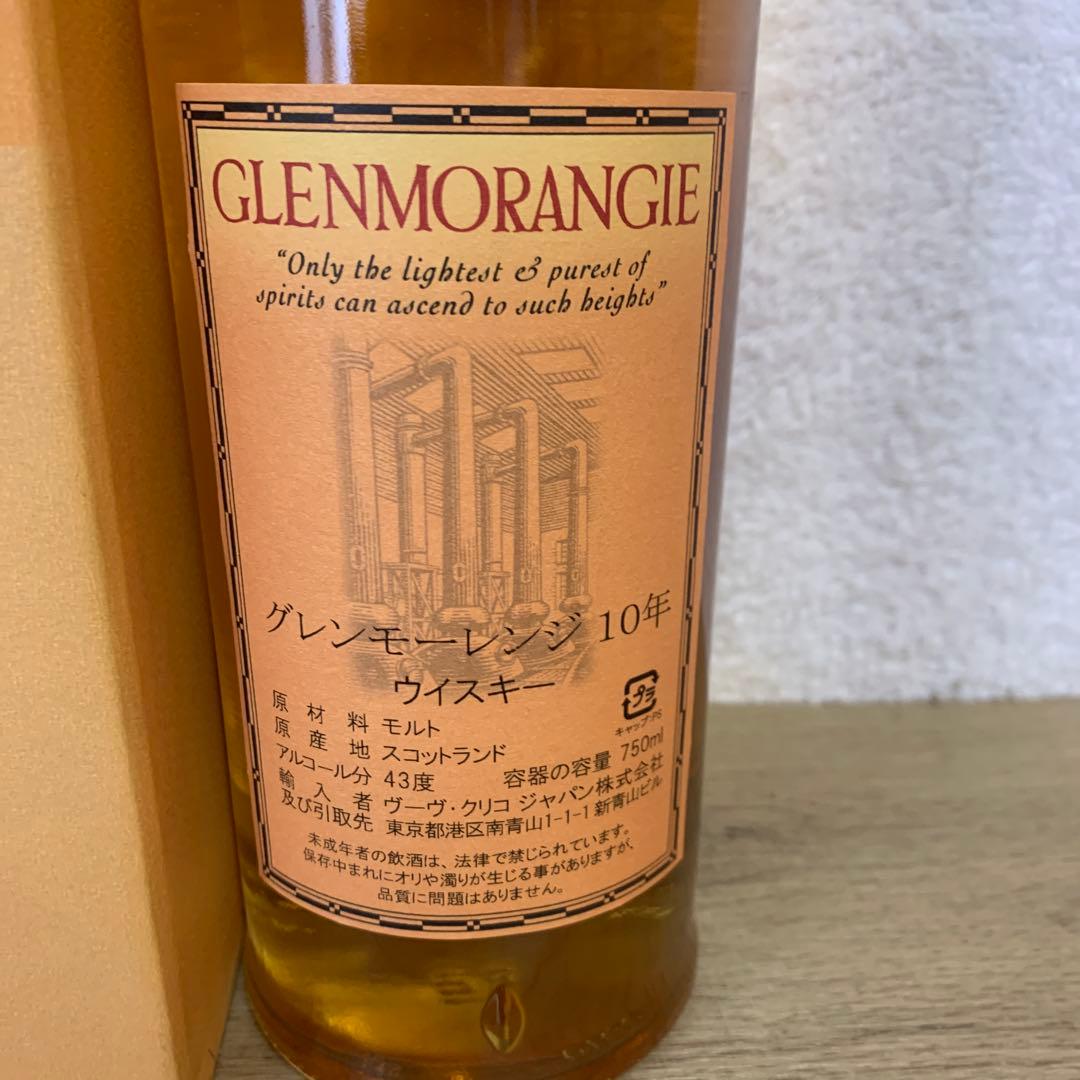 GLENMORANGIE
“Only the lightest & purest of
spirits can ascend to such heights”
グレンモーレンジ 10年
ウイスキー
プラ
キャップ・PS
原材料 モルト
原産地 スコットランド
アルコール分 43度 容器の容量 750ml
輸入者 ヴーヴ・クリコ ジャパン株式会社
及び引取先 東京都港区南青山1-1-1 新青山ビル
未成年者の飲酒は、法律で禁じられています。
保存中まれにオリや濁りが生じる事がありますが、
品質に問題はありません。